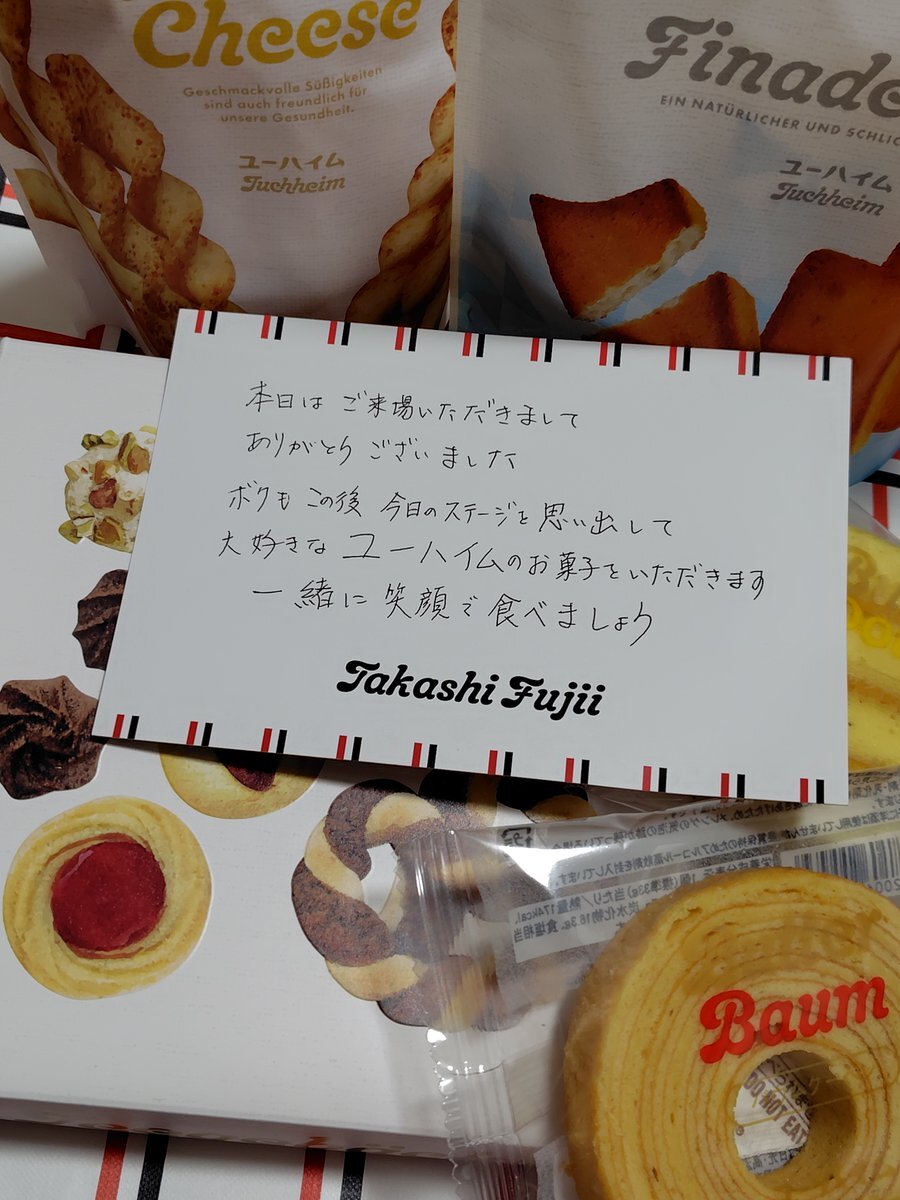 Cheese
Geschmackvolle Süßigkeiten
sind auch freundlich für
unsere Gesundheit.
ユーハイム
Juchheim
Finado
EIN NATÜRLICHER UND SCHLIC
ユーハイム
Juchheim
本日は ご来場いただきまして
ありがとう ございました
ボクも この後 今日のステージを 思い出して
大好きな ユーハイムのお菓子をいただきます
一緒に 笑顔で 食べましょう
Takashi Fujii
Baum
DO NOT EAT